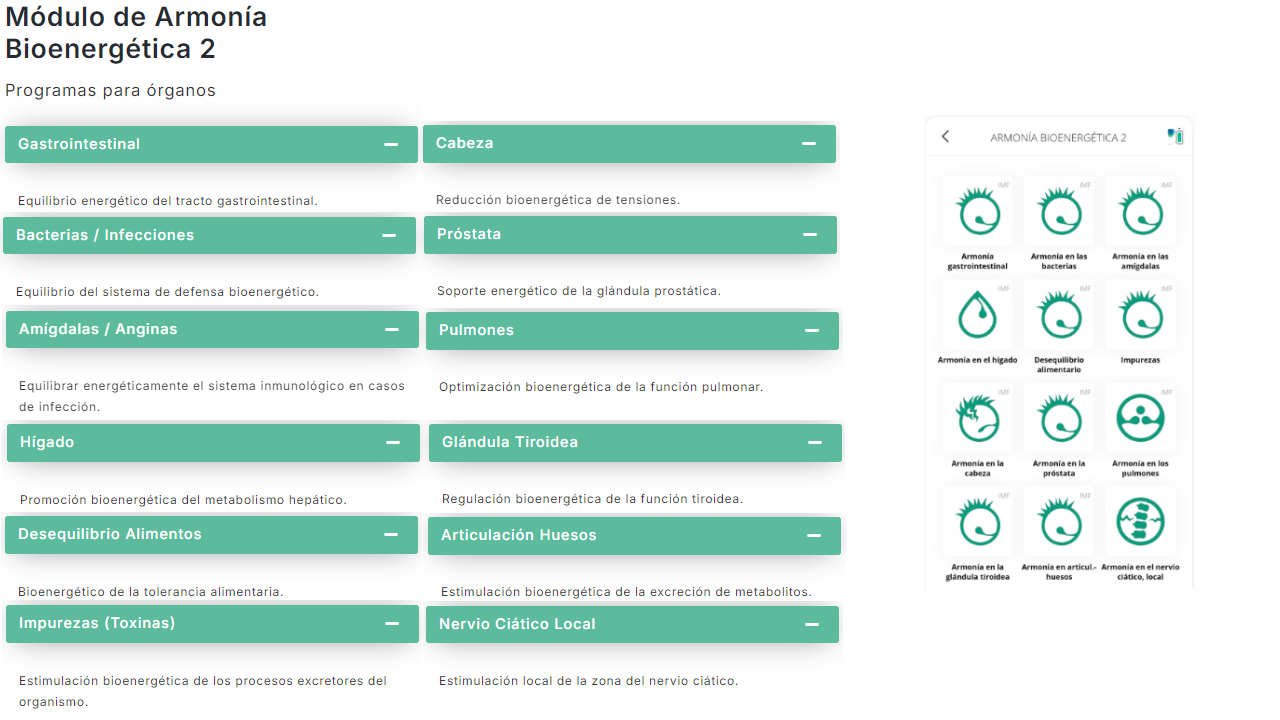 Módulo de Armonía
Bioenergética 2
Programas para órganos
Gastrointestinal
Equilibrio energético del tracto gastrointestinal.
Bacterias / Infecciones
Equilibrio del sistema de defensa bioenergético.
Amígdalas / Anginas
Equilibrar energéticamente el sistema inmunológico en casos
de infección.
Hígado
Promoción bioenergética del metabolismo hepático.
Desequilibrio Alimentos
Bioenergético de la tolerancia alimentaria.
Impurezas (Toxinas)
Estimulación bioenergética de los procesos excretores del
organismo.
Cabeza
Reducción bioenergética de tensiones.
Próstata
Soporte energético de la glándula prostática.
Pulmones
Optimización bioenergética de la función pulmonar.
Glándula Tiroidea
Regulación bioenergética de la función tiroidea.
Articulación Huesos
Estimulación bioenergética de la excreción de metabolitos.
Nervio Ciático Local
Estimulación local de la zona del nervio ciático.
ARMONÍA BIOENERGÉTICA 2
IMF
IMF
IMF
Armonía
gastrointestinal
Armonía en las
bacterias
Armonía en las
amígdalas
IMF
IMF
IMF
Armonía en el hígado
Desequilibrio
alimentario
Impurezas
IMF
IMF
IMF
Armonía en la
cabeza
Armonía en la
próstata
Armonía en los
pulmones
IMF
IMF
IMF
Armonía en la
glándula tiroidea
Armonía en articul.-
huesos
Armonía en el nervio
ciático, local